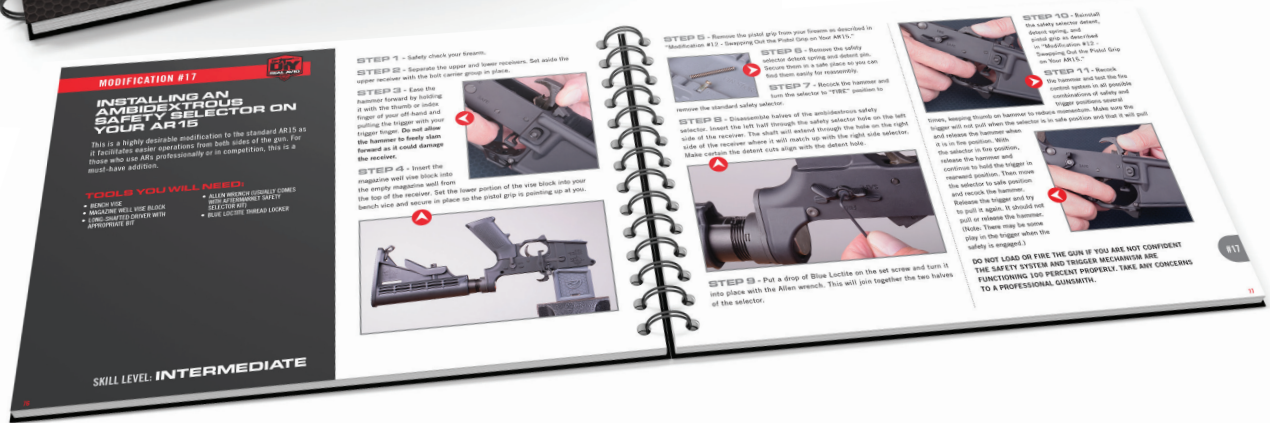 MODIFICATION #17
DIY
INSTALLING AN
AMBIDEXTROUS
SAFETY SELECTOR ON
YOUR AR15
This is a highly desirable modification to the standard AR15 as
it facilitates easier operations from both sides of the gun. For
those who use ARs professionally or in competition, this is a
must-have addition.
TOOLS YOU WILL NEED:
• BENCH VISE
• MAGAZINE WELL VISE BLOCK
• LONG-SHAFTED DRIVER WITH
APPROPRIATE BIT
• ALLEN WRENCH (USUALLY COMES
WITH AFTERMARKET SAFETY
SELECTOR KIT)
• BLUE LOCTITE THREAD LOCKER
SKILL LEVEL: INTERMEDIATE
STEP 1 - Safety check your firearm.
STEP 2 - Separate the upper and lower receivers. Set aside the
upper receiver with the bolt carrier group in place.
STEP 3 - Ease the
hammer forward by holding
it with the thumb or index
finger of your off-hand and
pulling the trigger with your
trigger finger. Do not allow
the hammer to freely slam
forward as it could damage
the receiver.
STEP 4 - Insert the
magazine well vise block into
the empty magazine well from
the top of the receiver. Set the lower portion of the vise block into your
bench vice and secure in place so the pistol grip is pointing up at you.
STEP 5 - Remove the pistol grip from your firearm as described in
"Modification #12 - Swapping Out the Pistol Grip on Your AR15."
STEP 6 - Remove the safety
selector detent spring and detent pin.
Secure them in a safe place so you can
find them easily for reassembly.
STEP 7 - Recock the hammer and
turn the selector to "FIRE" position to
remove the standard safety selector.
STEP 8 - Disassemble halves of the ambidextrous safety
selector. Insert the left half through the safety selector hole on the left
side of the receiver. The shaft will extend through the hole on the right
side of the receiver where it will match up with the right side selector.
Make certain the detent cuts align with the detent hole.
STEP 9 - Put a drop of Blue Loctite on the set screw and turn it
into place with the Allen wrench. This will join together the two halves
of the selector.
STEP 10 - Reinstall
the safety selector detent,
detent spring, and
pistol grip as described
in "Modification #12 -
Swapping Out the Pistol Grip
on Your AR15."
STEP 11 - Recock
the hammer and test the fire
control system in all possible
combinations of safety and
trigger positions several
times, keeping thumb on hammer to reduce momentum. Make sure the
trigger will not pull when the selector is in safe position and that it will pull
and release the hammer when
it is in fire position. With
the selector in fire position,
release the hammer and
continue to hold the trigger in
rearward position. Then move
the selector to safe position
and recock the hammer.
Release the trigger and try
to pull it again. It should not
pull or release the hammer.
(Note: There may be some
play in the trigger when the
safety is engaged.)
DO NOT LOAD OR FIRE THE GUN IF YOU ARE NOT CONFIDENT
THE SAFETY SYSTEM AND TRIGGER MECHANISM ARE
FUNCTIONING 100 PERCENT PROPERLY. TAKE ANY CONCERNS
TO A PROFESSIONAL GUNSMITH.
#17